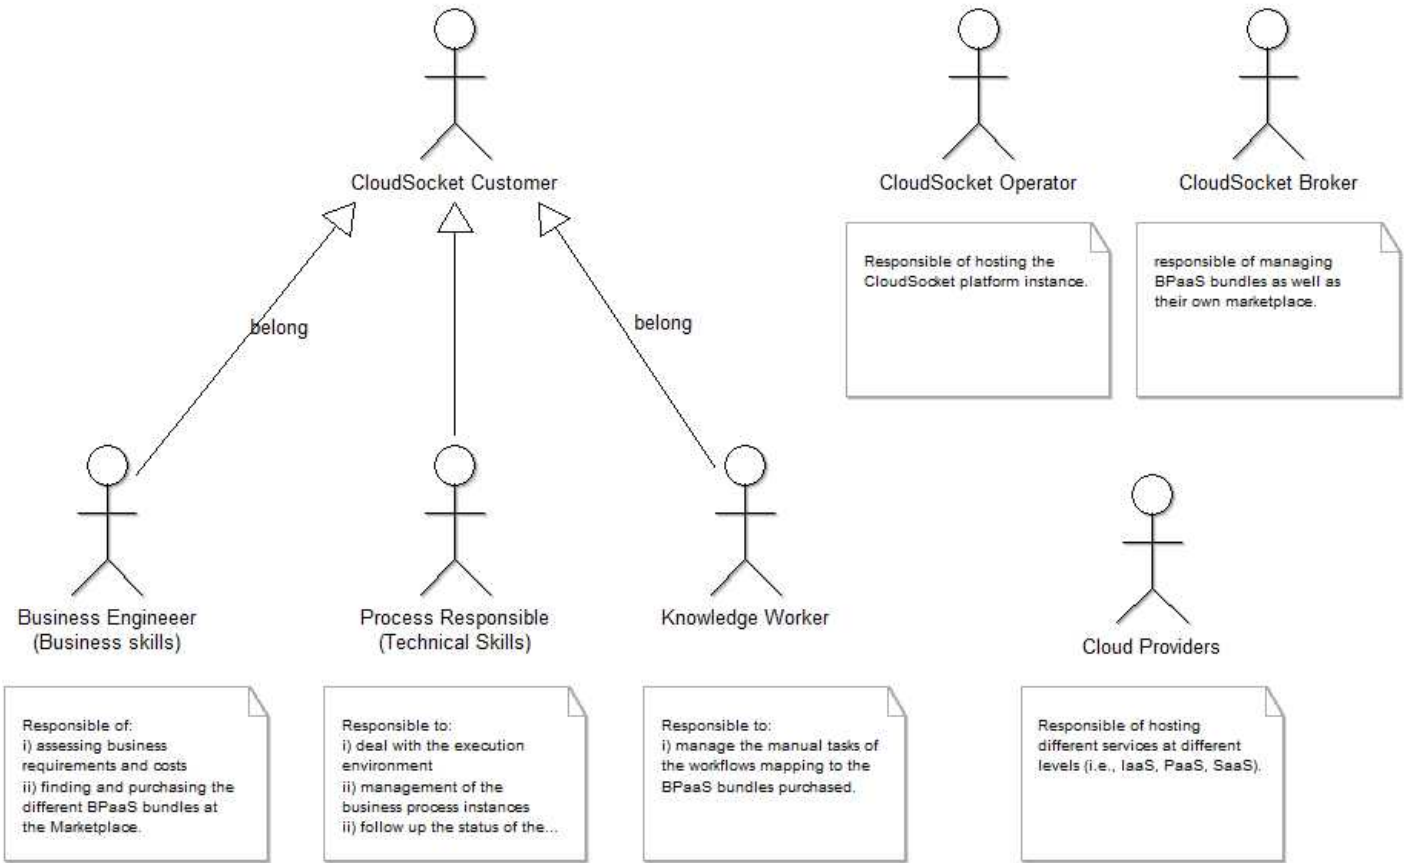 CloudSocket Customer
CloudSocket Operator
CloudSocket Broker
Responsible of hosting the
CloudSocket platform instance.
responsible of managing
BPaaS bundles as well as
their own marketplace.
belong
belong
Business Engineeer
(Business skills)
Process Responsible
(Technical Skills)
Knowledge Worker
Cloud Providers
Responsible of:
i) assessing business
requirements and costs
ii) finding and purchasing the
different BPaaS bundles at
the Marketplace.
Responsible to:
i) deal with the execution
environment
ii) management of the
business process instances
ii) follow up the status of the...
Responsible to:
i) manage the manual tasks of
the workflows mapping to the
BPaaS bundles purchased.
Responsible of hosting
different services at different
levels (i.e., IaaS, PaaS, SaaS).